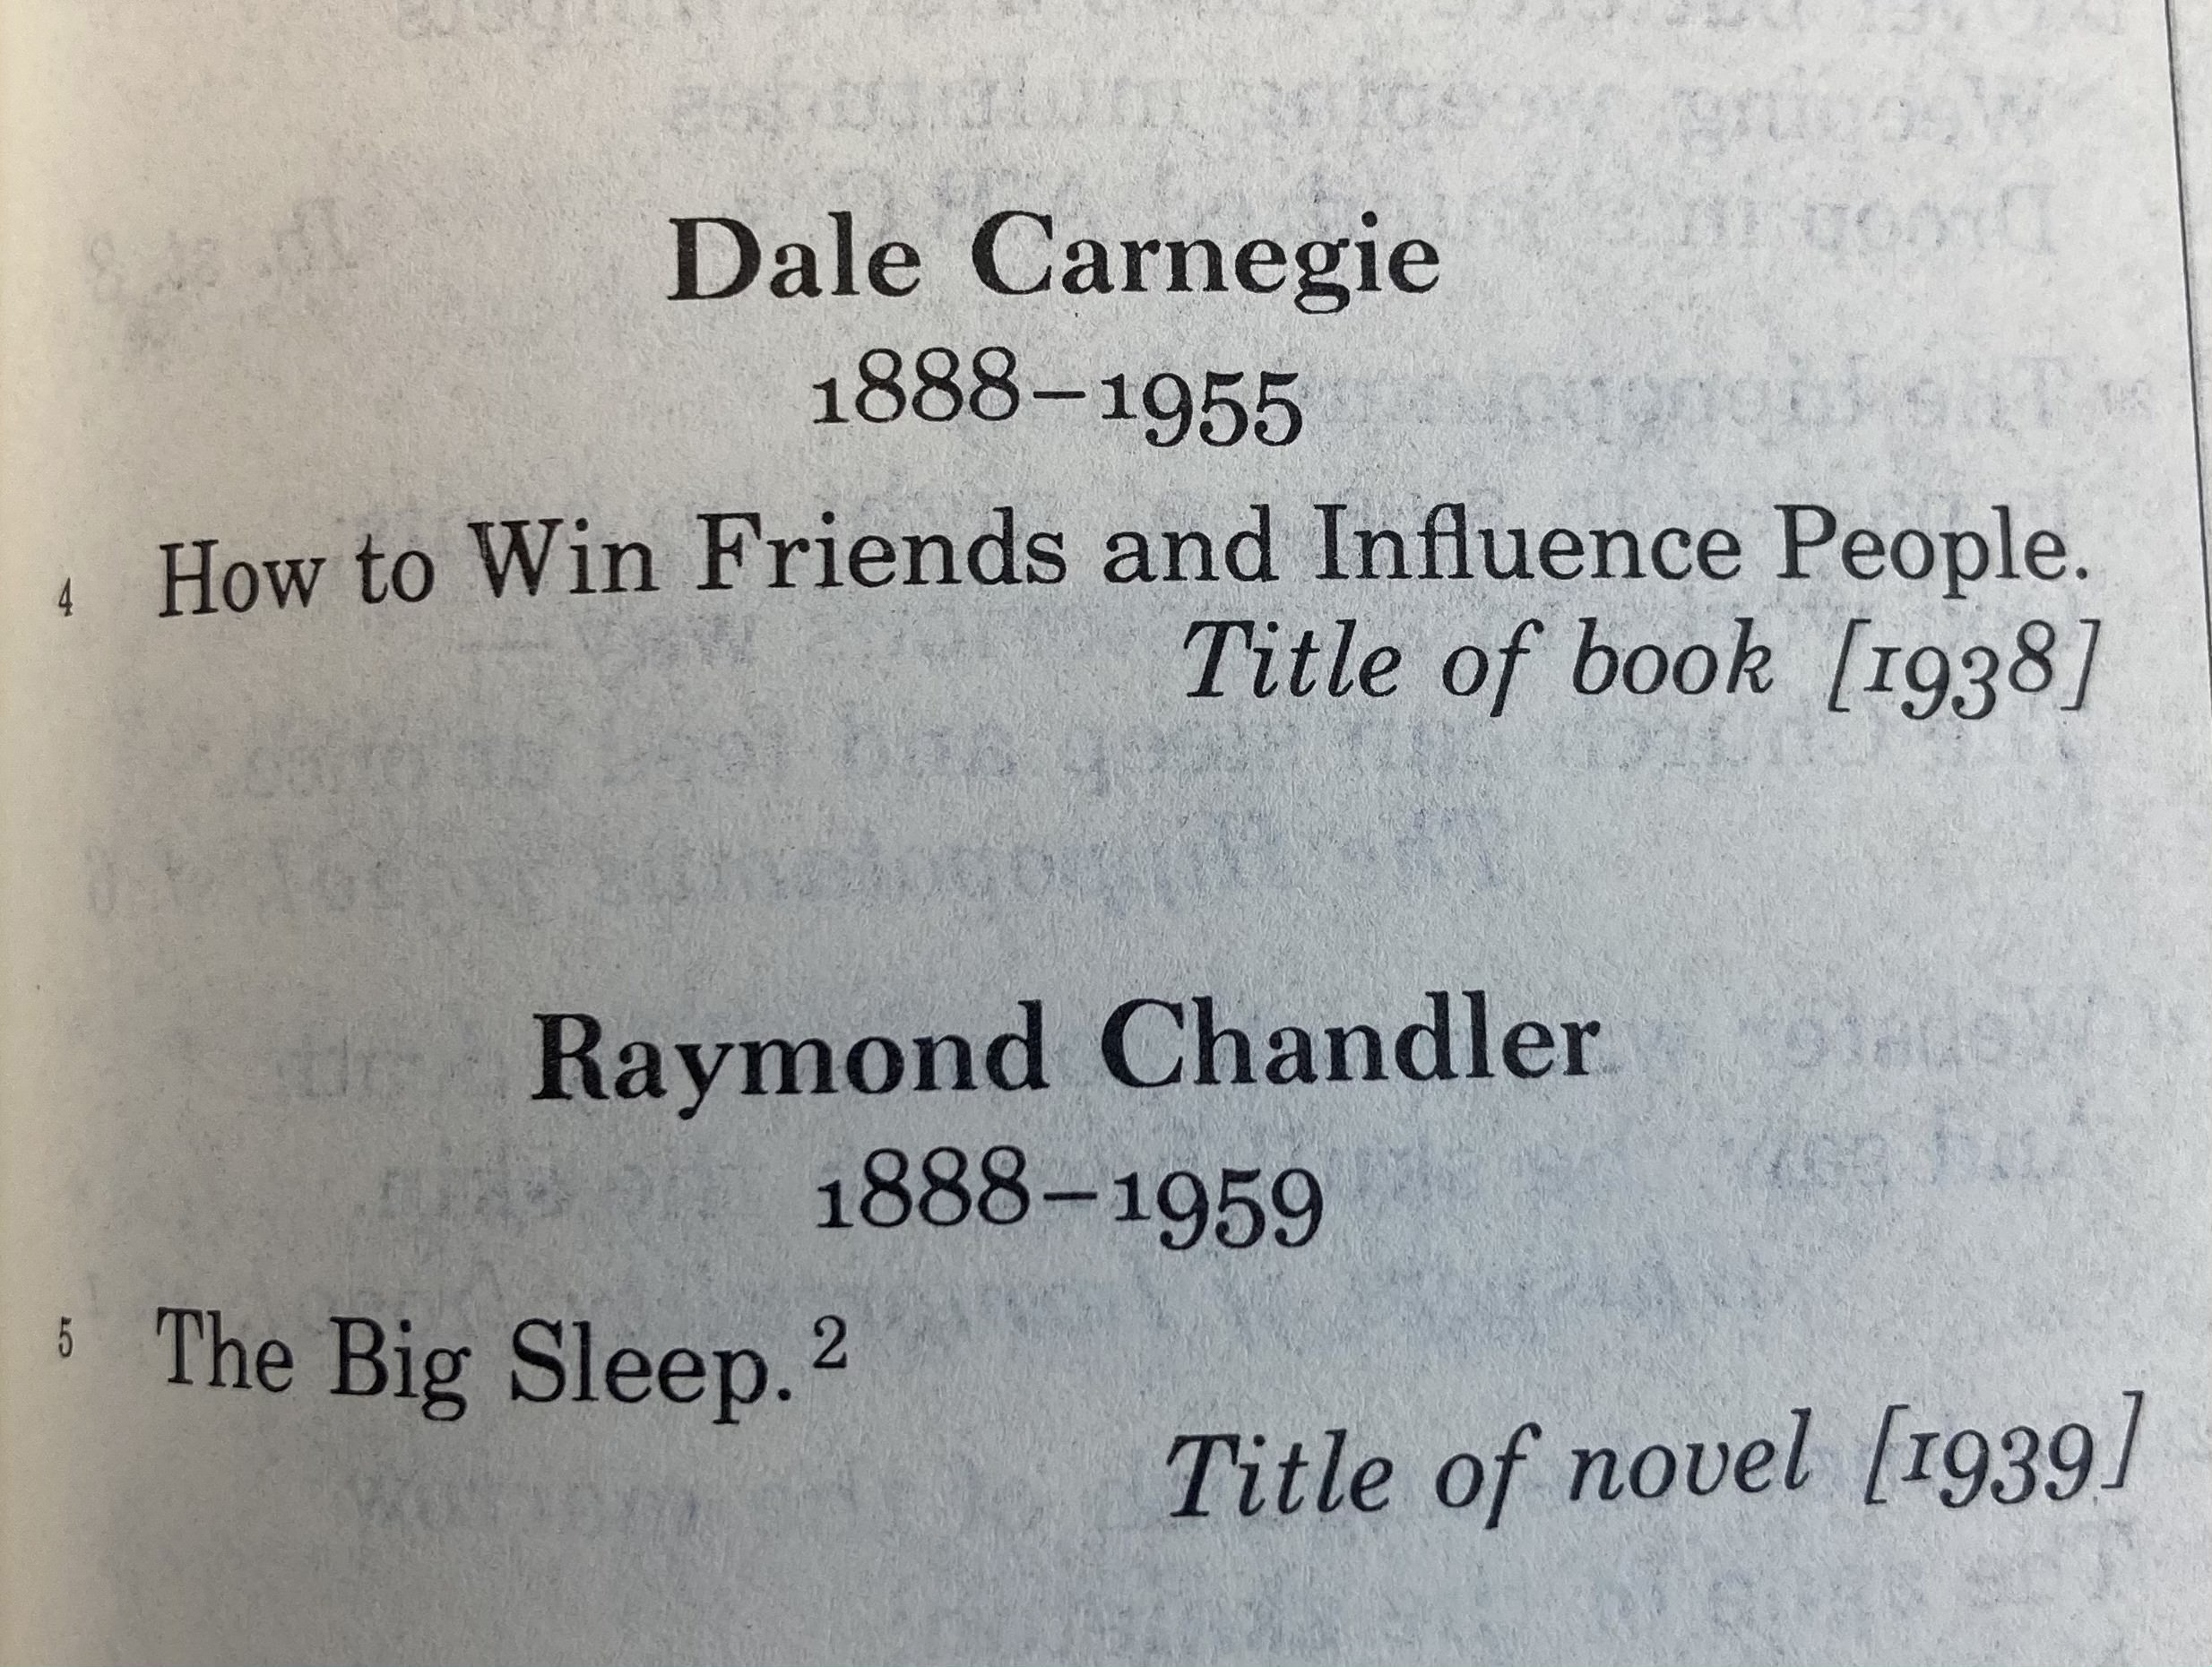 Dale Carnegie
1888–1955
4 How to Win Friends and Influence People.
Title of book [1938]
Raymond Chandler
1888–1959
5 The Big Sleep.²
Title of novel [1939]